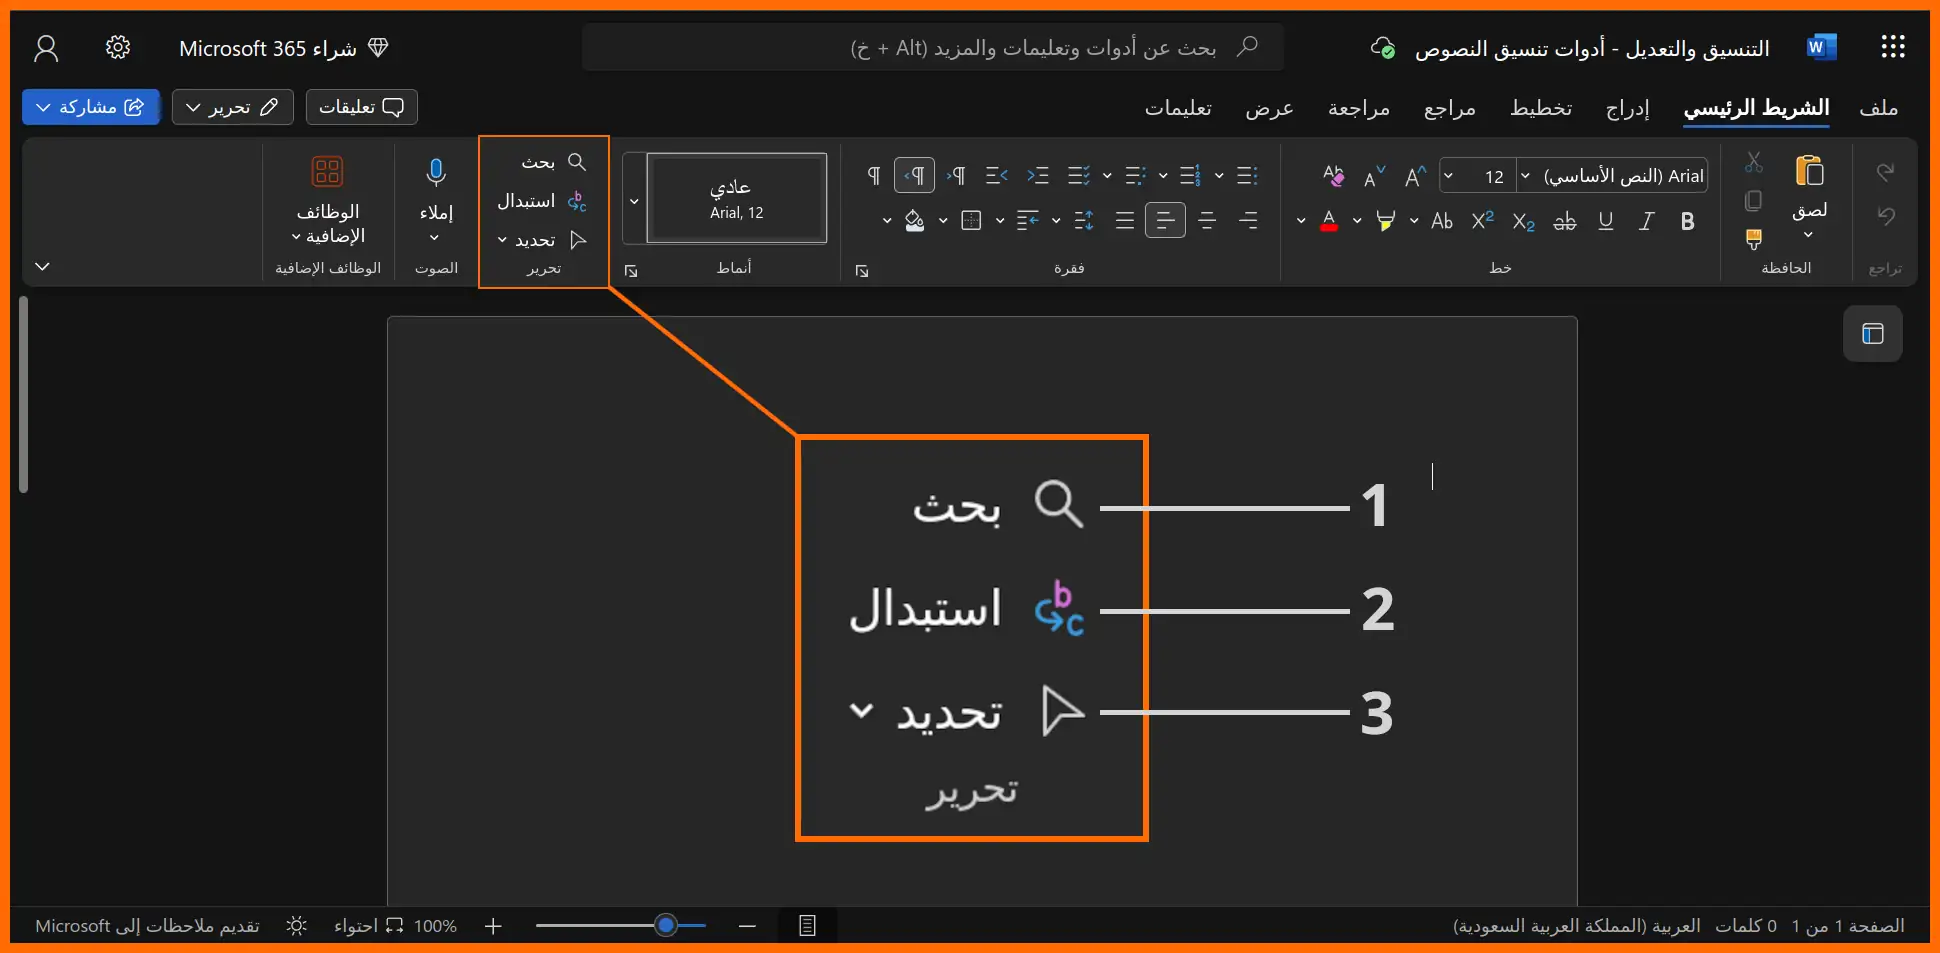 التنسيق والتعديل - أدوات تنسيق النصوص
بحث عن أدوات وتعليمات والمزيد (Alt + خ)
شراء Microsoft 365
ملف
الشريط الرئيسي
إدراج
تخطيط
مراجع
مراجعة
عرض
تعليمات
تعليقات
تحرير
مشاركة
تراجع
لصق
الحافظة
Arial (النص الأساسي)
12
خط
فقرة
عادي
Arial, 12
أنماط
بحث
استبدال
تحديد
تحرير
إملاء
الصوت
الوظائف
الإضافية
الوظائف الإضافية
بحث 1
استبدال 2
تحديد 3
تحرير
الصفحة 1 من 1
0 كلمات
العربية (المملكة العربية السعودية)
100%
احتواء
تقديم ملاحظات إلى Microsoft